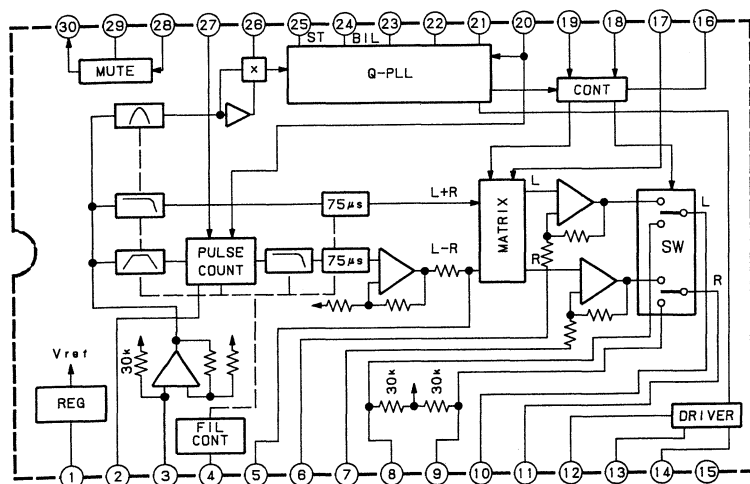 30 29 28 27 26 25 24 23 22 21 20 19 18 17 16
ST BIL
MUTE
X
Q-PLL
CONT
75μs
L+R
L
L
PULSE COUNT
75μs
L-R
MATRIX
SW
R
R
Vref
30k
30k
30k
REG
FIL CONT
DRIVER
1 2 3 4 5 6 7 8 9 10 11 12 13 14 15